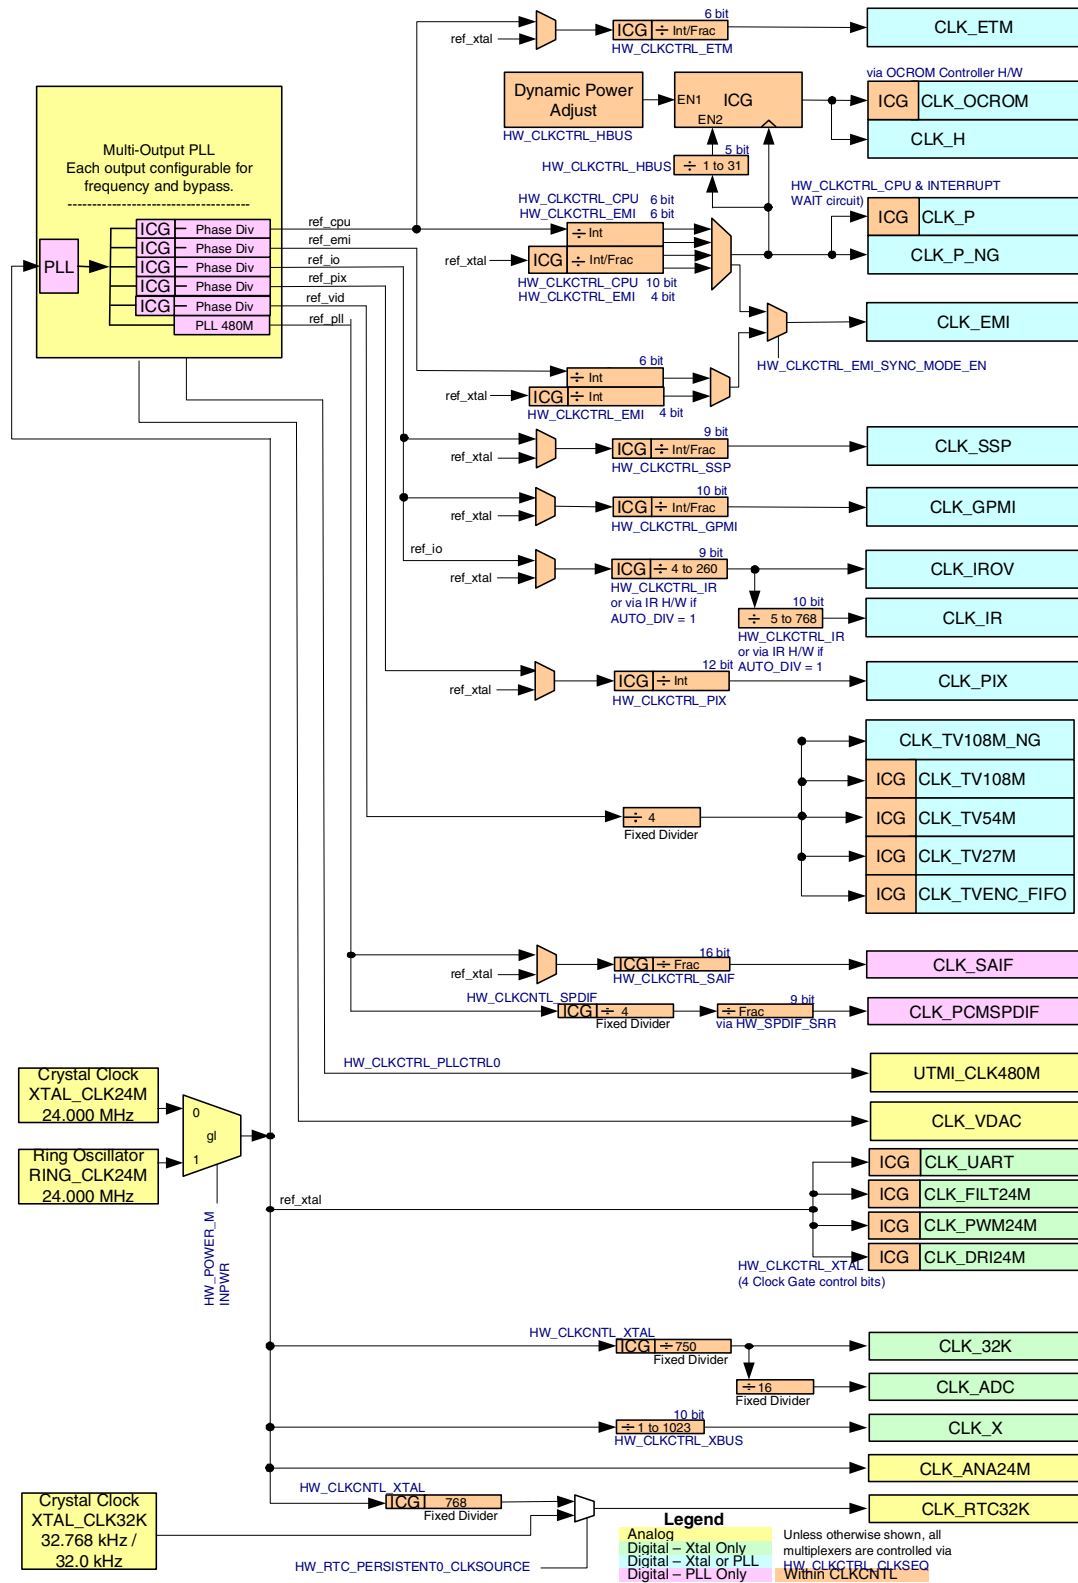 6 bit
CLK_ETM
ref_xtal
ICG ÷ Int/Frac
HW_CLKCTRL_ETM
via OCROM Controller H/W
Dynamic Power
Adjust
EN1
ICG
EN2
ICG CLK_OCROM
HW_CLKCTRL_HBUS
CLK_H
Multi-Output PLL
Each output configurable for
frequency and bypass.
5 bit
HW_CLKCTRL_HBUS
÷ 1 to 31
HW_CLKCTRL_CPU & INTERRUPT
WAIT circuit)
HW_CLKCTRL_CPU 6 bit
HW_CLKCTRL_EMI 6 bit
ICG CLK_P
PLL
ICG Phase Div ref_cpu
ICG Phase Div ref_emi
ICG Phase Div ref_io
ICG Phase Div ref_pix
ICG Phase Div ref_vid
PLL 480M ref_pll
÷ Int
ref_xtal
ICG ÷ Int/Frac
CLK_P_NG
HW_CLKCTRL_CPU 10 bit
HW_CLKCTRL_EMI 4 bit
CLK_EMI
HW_CLKCTRL_EMI_SYNC_MODE_EN
6 bit
÷ Int
ref_xtal
ICG ÷ Int
HW_CLKCTRL_EMI 4 bit
9 bit
ref_xtal
ICG ÷ Int/Frac
CLK_SSP
HW_CLKCTRL_SSP
10 bit
ref_xtal
ICG ÷ Int/Frac
CLK_GPMI
HW_CLKCTRL_GPMI
ref_io
9 bit
ref_xtal
ICG ÷ 4 to 260
CLK_IROV
HW_CLKCTRL_IR
or via IR H/W if
AUTO_DIV = 1
10 bit
÷ 5 to 768
CLK_IR
HW_CLKCTRL_IR
or via IR H/W if
AUTO_DIV = 1
12 bit
ref_xtal
ICG ÷ Int
CLK_PIX
HW_CLKCTRL_PIX
CLK_TV108M_NG
ICG CLK_TV108M
÷ 4
Fixed Divider
ICG CLK_TV54M
ICG CLK_TV27M
ICG CLK_TVENC_FIFO
16 bit
ref_xtal
ICG ÷ Frac
CLK_SAIF
HW_CLKCTRL_SAIF
HW_CLKCNTL_SPDIF
ICG ÷ 4
Fixed Divider
9 bit
÷ Frac
via HW_SPDIF_SRR
CLK_PCMSPDIF
HW_CLKCTRL_PLLCTRL0
UTMI_CLK480M
Crystal Clock
XTAL_CLK24M
24.000 MHz
0
gl
1
CLK_VDAC
Ring Oscillator
RING_CLK24M
24.000 MHz
ICG CLK_UART
ref_xtal
ICG CLK_FILT24M
ICG CLK_PWM24M
ICG CLK_DRI24M
HW_POWER_M
INPWR
HW_CLKCTRL_XTAL
(4 Clock Gate control bits)
HW_CLKCNTL_XTAL
ICG ÷ 750
Fixed Divider
CLK_32K
÷ 16
Fixed Divider
CLK_ADC
10 bit
÷ 1 to 1023
HW_CLKCTRL_XBUS
CLK_X
CLK_ANA24M
HW_CLKCNTL_XTAL
ICG 768
Fixed Divider
CLK_RTC32K
Crystal Clock
XTAL_CLK32K
32.768 kHz /
32.0 kHz
HW_RTC_PERSISTENT0_CLKSOURCE
Legend
Analog
Digital – Xtal Only
Digital – Xtal or PLL
Digital – PLL Only
Unless otherwise shown, all
multiplexers are controlled via
HW_CLKCTRL_CLKSEQ
Within CLKCNTL